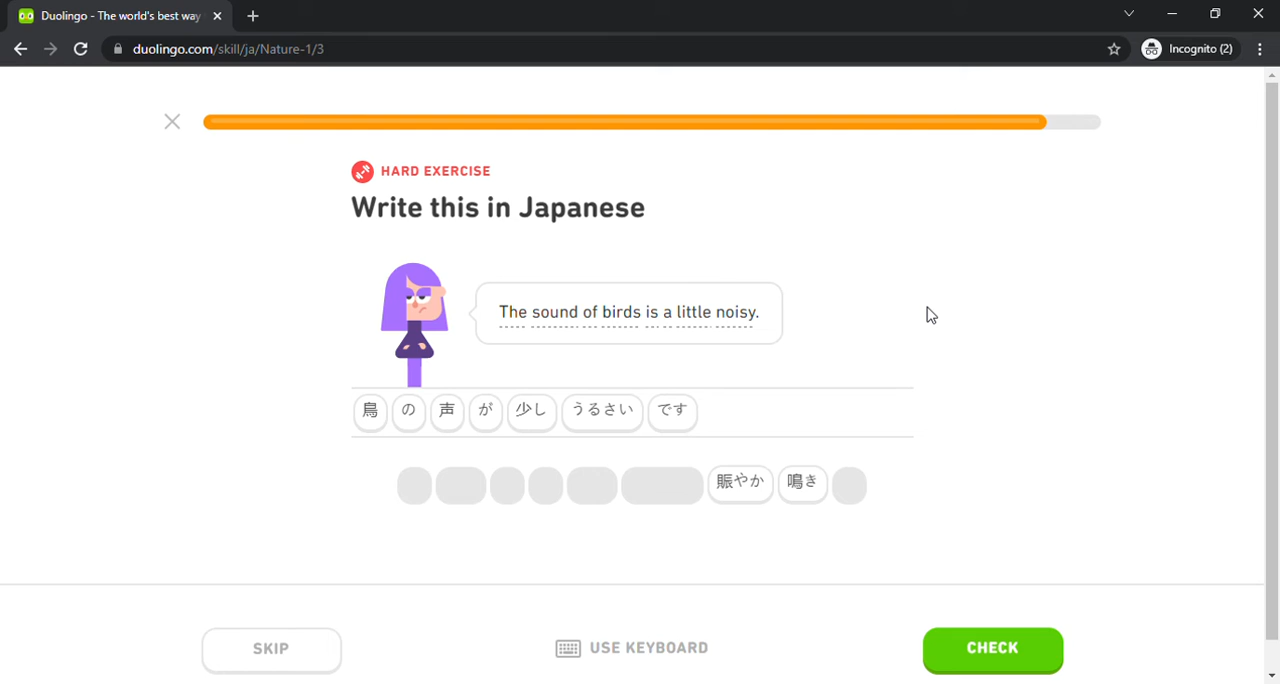 Duolingo - The world's best way
duolingo.com/skill/ja/Nature-1/3
Incognito (2)
HARD EXERCISE
Write this in Japanese
The sound of birds is a little noisy.
鳥 の 声 が 少し うるさい です
賑やか 鳴き
SKIP
USE KEYBOARD
CHECK